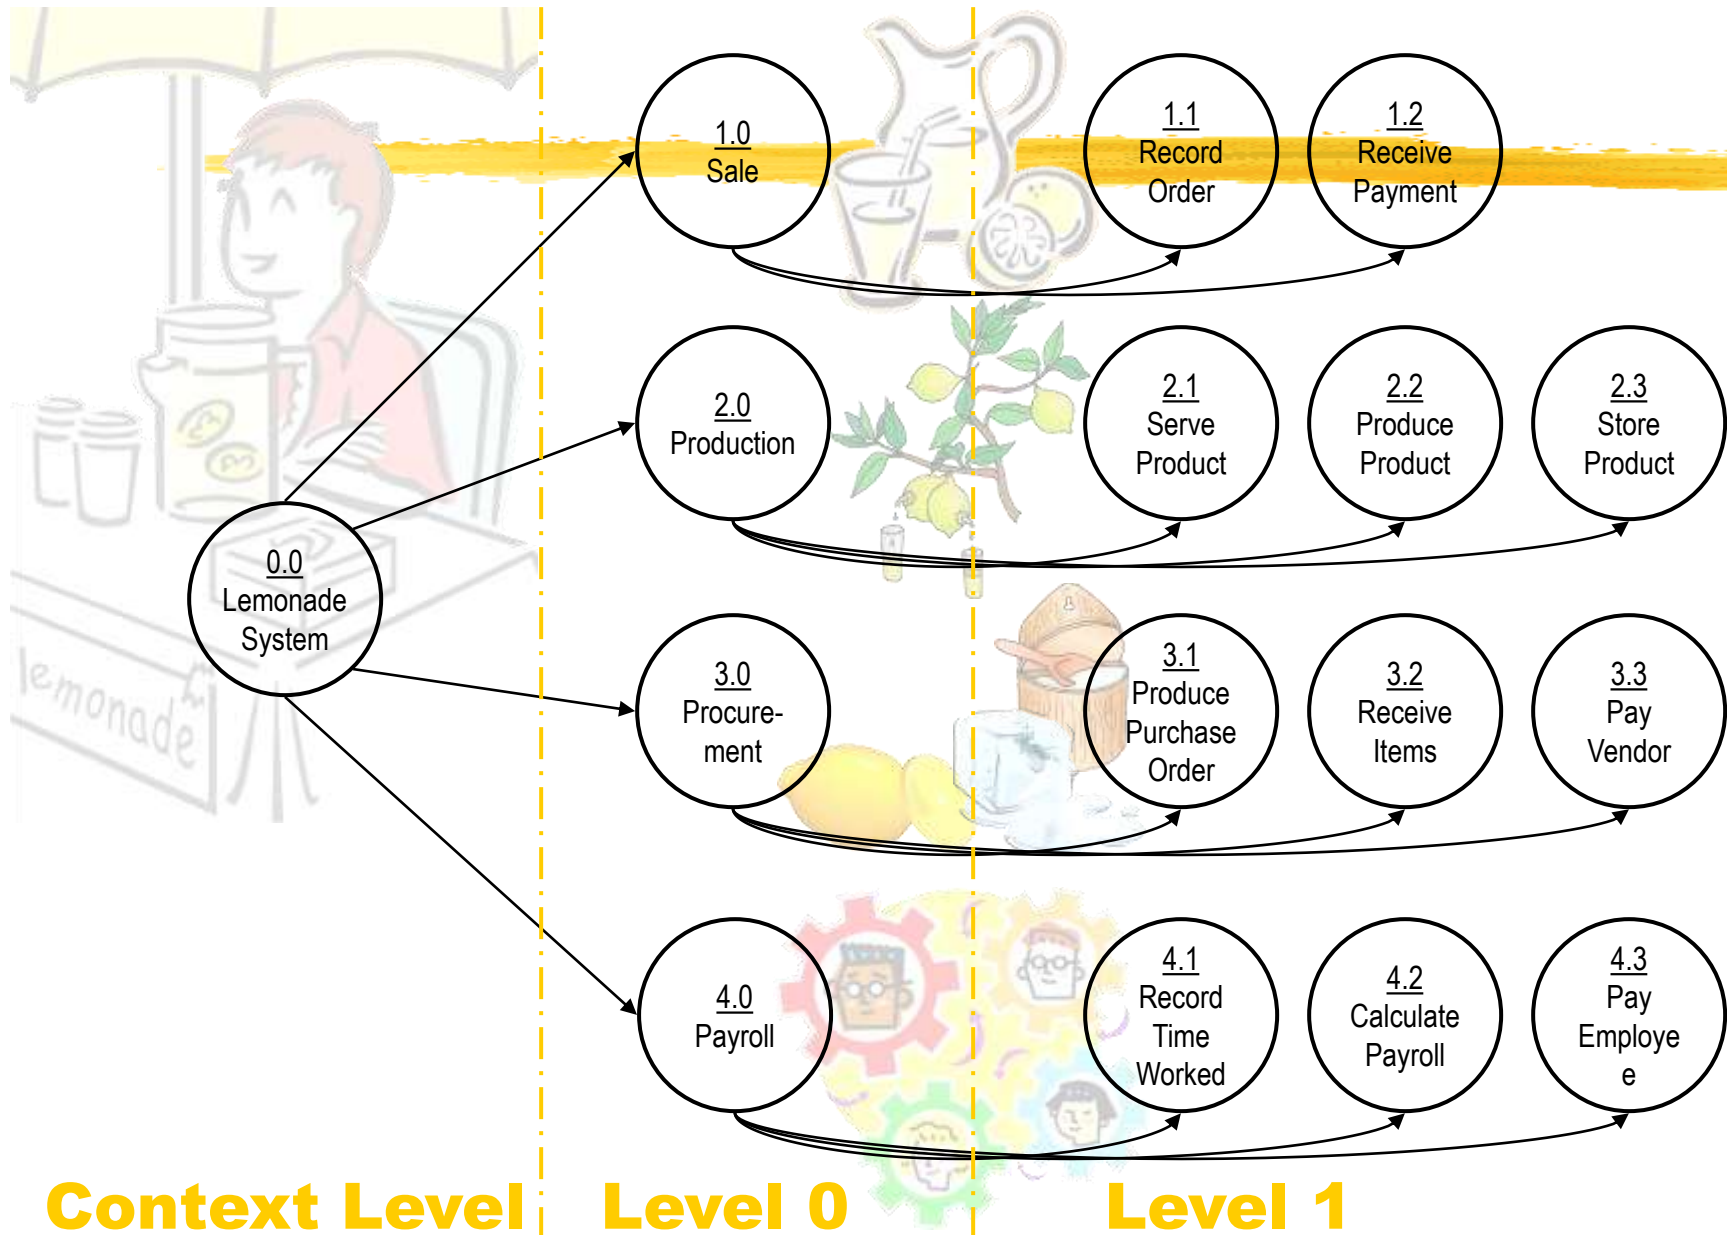 1.0
Sale
1.1
Record
Order
1.2
Receive
Payment
2.0
Production
2.1
Serve
Product
2.2
Produce
Product
2.3
Store
Product
0.0
Lemonade
System
lemonade
3.0
Procure-
ment
3.1
Produce
Purchase
Order
3.2
Receive
Items
3.3
Pay
Vendor
4.0
Payroll
4.1
Record
Time
Worked
4.2
Calculate
Payroll
4.3
Pay
Employe
e
Context Level
Level 0
Level 1